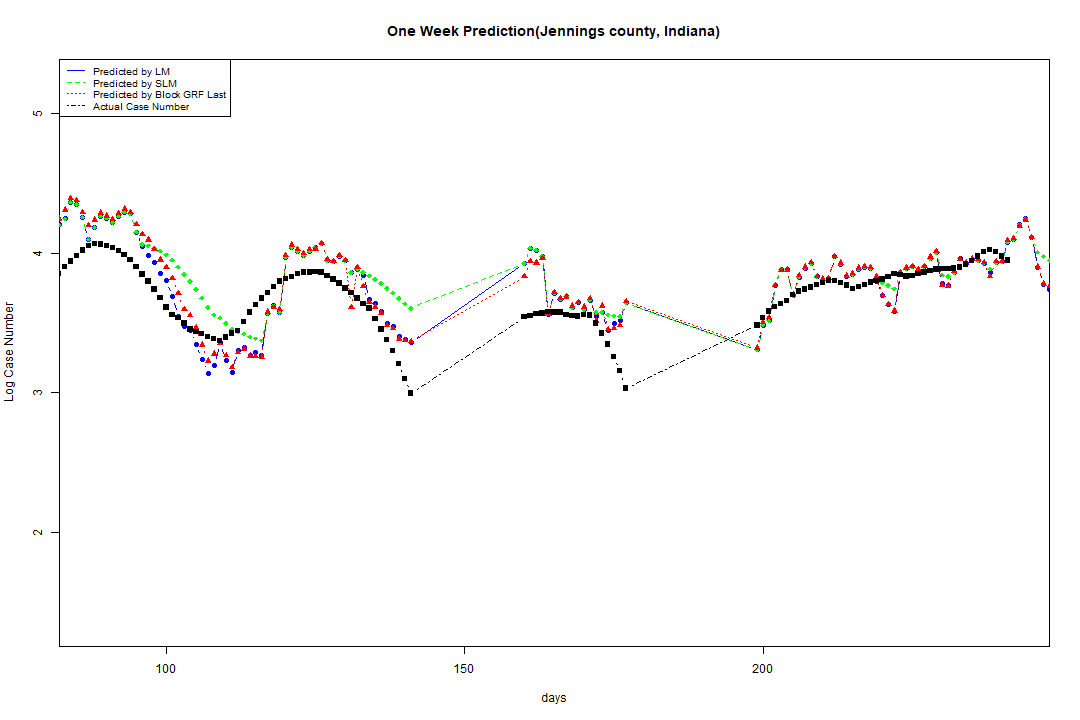 One Week Prediction(Jennings county, Indiana)
Predicted by LM
Predicted by SLM
Predicted by Block GRF Last
Actual Case Number
5
4
3
2
Log Case Number
100 150 200
days